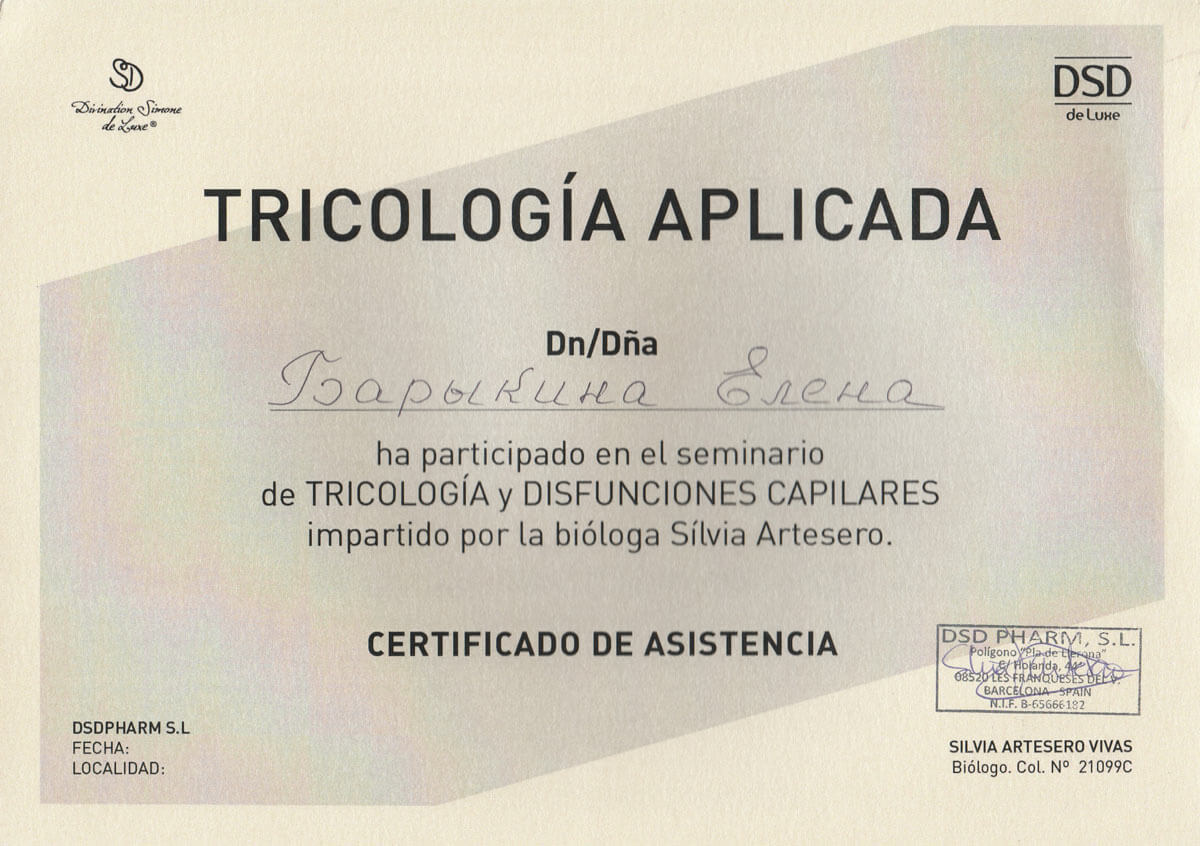 SD
Divination Simone
de Luxe®
DSD
de Luxe
TRICOLOGÍA APLICADA
Dn/Dña
Барыкина Елена
ha participado en el seminario
de TRICOLOGÍA y DISFUNCIONES CAPILARES
impartido por la bióloga Sílvia Artesero.
CERTIFICADO DE ASISTENCIA
DSD PHARM, S.L.
Polígono "Pla de Llerona"
C/ Holanda, 44
08520 LES FRANQUESES DEL V.
BARCELONA - SPAIN
N.I.F. B-65666182
DSDPHARM S.L
FECHA:
LOCALIDAD:
SILVIA ARTESERO VIVAS
Biólogo. Col. Nº 21099C